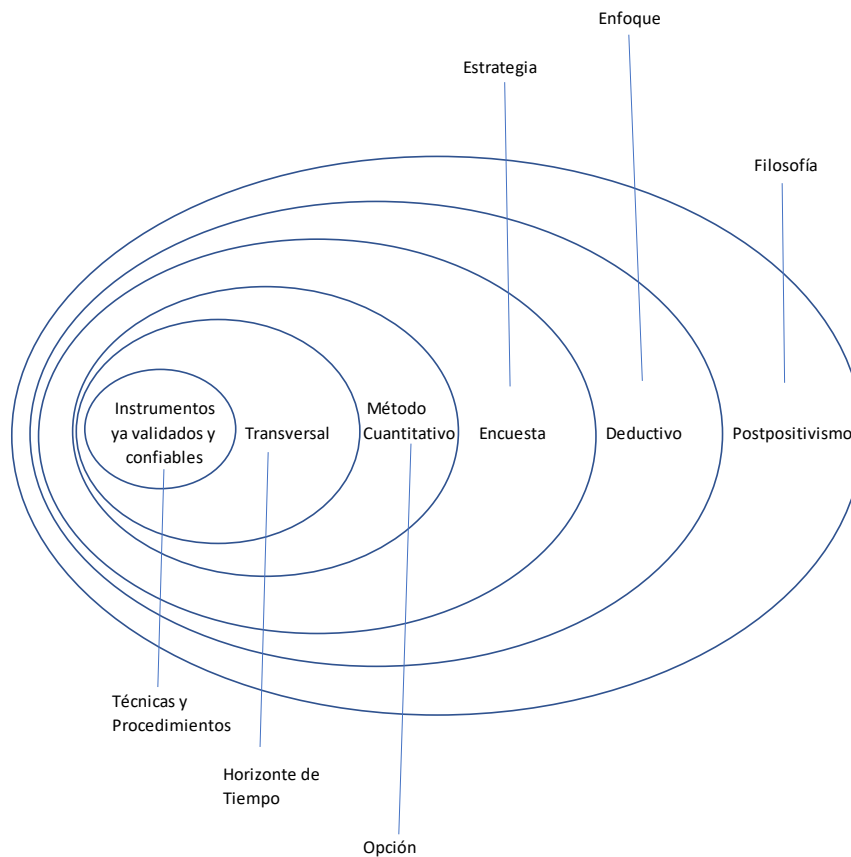 Enfoque
Estrategia
Filosofía
Instrumentos
ya validados y
confiables
Transversal
Método
Cuantitativo
Encuesta
Deductivo
Postpositivismo
Técnicas y
Procedimientos
Horizonte de
Tiempo
Opción